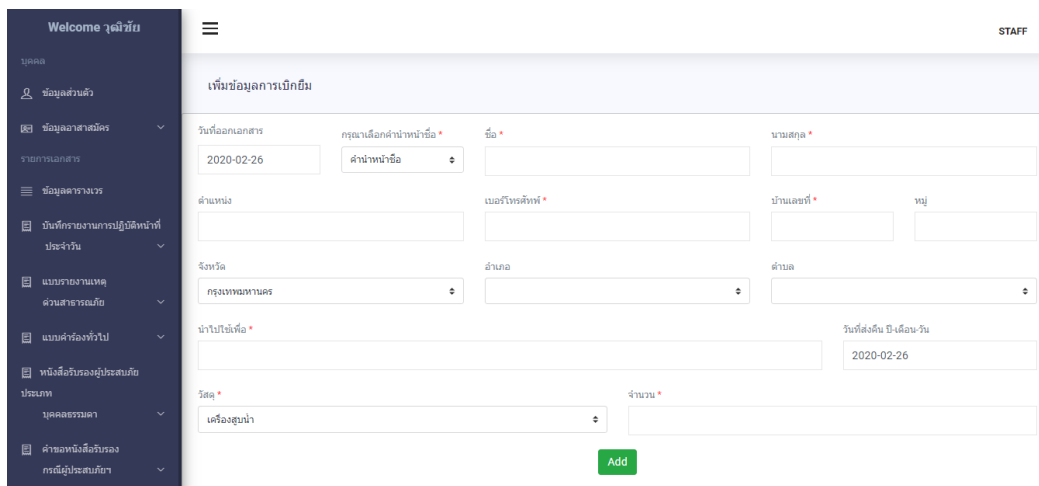 Welcome วุฒิชัย
STAFF
บุคคล
ข้อมูลส่วนตัว
ข้อมูลอาสาสมัคร
รายการเอกสาร
ข้อมูลตารางเวร
บันทึกรายงานการปฏิบัติหน้าที่
ประจำวัน
แบบรายงานเหตุ
ด่วนสาธารณภัย
แบบคำร้องทั่วไป
หนังสือรับรองผู้ประสบภัย
ประเภท
บุคคลธรรมดา
คำขอหนังสือรับรอง
กรณีผู้ประสบภัยฯ
เพิ่มข้อมูลการเบิกยืม
วันที่ออกเอกสาร กรุณาเลือกคำนำหน้าชื่อ * ชื่อ * นามสกุล *
2020-02-26 คำนำหน้าชื่อ
ตำแหน่ง เบอร์โทรศัพท์ * บ้านเลขที่ * หมู่
จังหวัด อำเภอ ตำบล
กรุงเทพมหานคร
นำไปใช้เพื่อ * วันที่ส่งคืน ปี-เดือน-วัน
2020-02-26
วัสดุ * จำนวน *
เครื่องสูบน้ำ
Add